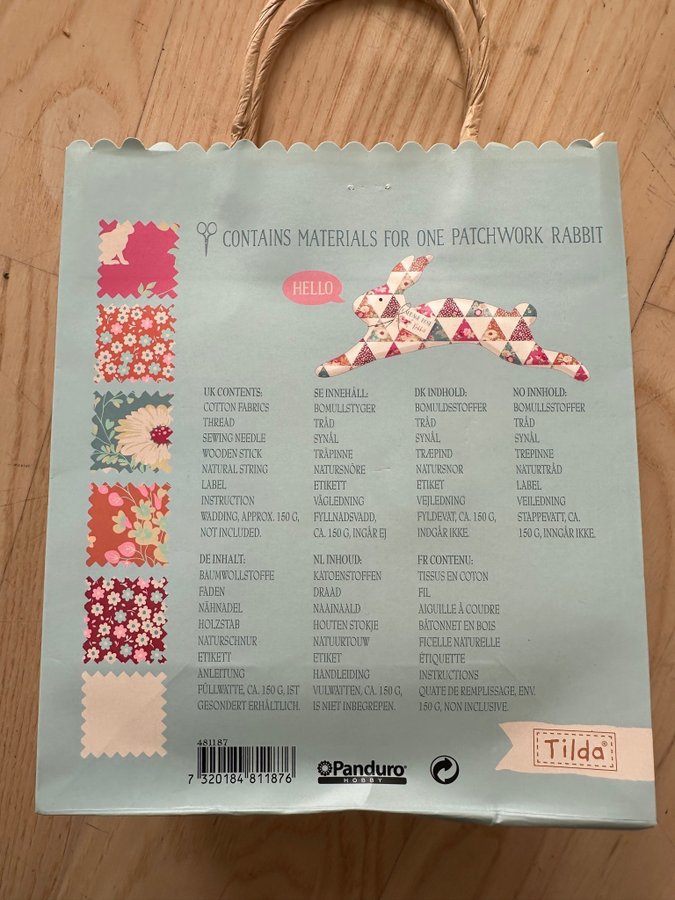 CONTAINS MATERIALS FOR ONE PATCHWORK RABBIT
HELLO
UK CONTENTS:
COTTON FABRICS
THREAD
SEWING NEEDLE
WOODEN STICK
NATURAL STRING
LABEL
INSTRUCTION
WADDING, APPROX. 150 G,
NOT INCLUDED.
SE INNEHÅLL:
BOMULLSTYGER
TRÅD
SYNÅL
TRÄPINNE
NATURSNÖRE
ETIKETT
VÄGLEDNING
FYLLNADSVADD,
CA. 150 G, INGÅR EJ
DK INDHOLD:
BOMULDSSTOFFER
TRÅD
SYNÅL
TRÆPIND
NATURSNOR
ETIKET
VEJLEDNING
FYLDEVAT, CA. 150 G,
INDGÅR IKKE.
NO INNHOLD:
BOMULLSSTOFFER
TRÅD
SYNÅL
TREPINNE
NATURTRÅD
LABEL
VEILEDNING
STAPPEVATT, CA.
150 G, INNGÅR IKKE.
DE INHALT:
BAUMWOLLSTOFFE
FADEN
NÄHNADEL
HOLZSTAB
NATURSCHNUR
ETIKETT
ANLEITUNG
FÜLLWATTE, CA. 150 G, IST
GESONDERT ERHÄLTLICH.
NL INHOUD:
KATOENSTOFFEN
DRAAD
NAAINAALD
HOUTEN STOKJE
NATUURTOUW
ETIKET
HANDLEIDING
VULWATTEN, CA. 150 G,
IS NIET INBEGREPEN.
FR CONTENU:
TISSUS EN COTON
FIL
AIGUILLE À COUDRE
BÂTONNET EN BOIS
FICELLE NATURELLE
ÉTIQUETTE
INSTRUCTIONS
QUATE DE REMPLISSAGE, ENV.
150 G, NON INCLUSIVE.
481187
7 320184 811876
Panduro
HOBBY
Tilda